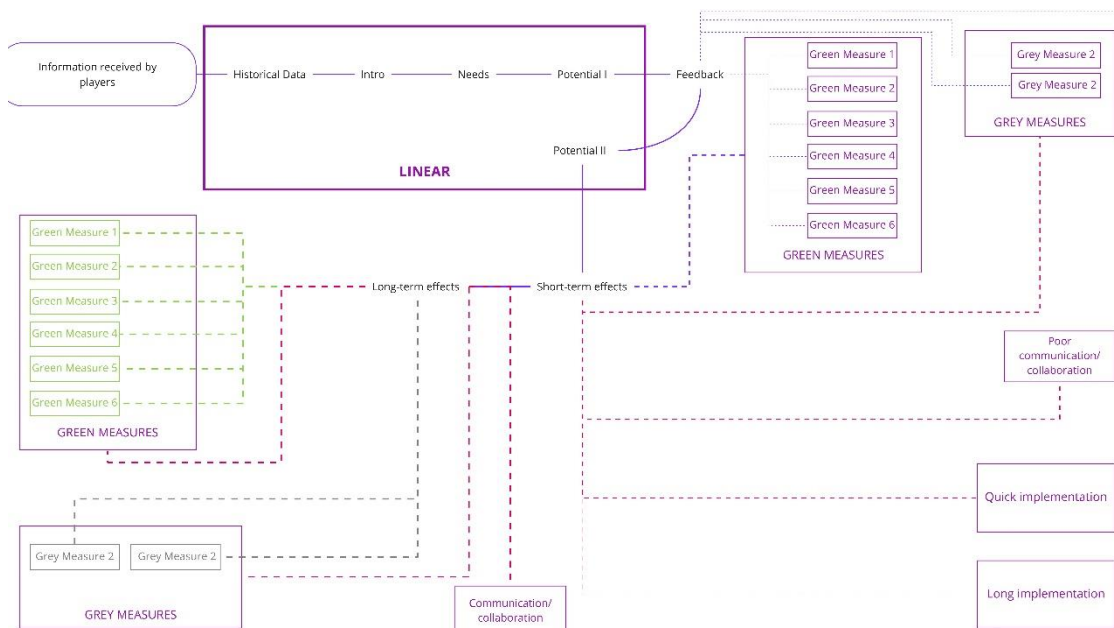 Information received by
players
Historical Data
Intro
Needs
Potential I
Feedback
Potential II
LINEAR
Green Measure 1
Green Measure 2
Green Measure 3
Green Measure 4
Green Measure 5
Green Measure 6
GREEN MEASURES
Grey Measure 2
Grey Measure 2
GREY MEASURES
Green Measure 1
Green Measure 2
Green Measure 3
Green Measure 4
Green Measure 5
Green Measure 6
GREEN MEASURES
Long-term effects
Short-term effects
Poor
communication/
collaboration
Quick implementation
Long implementation
Grey Measure 2
Grey Measure 2
GREY MEASURES
Communication/
collaboration